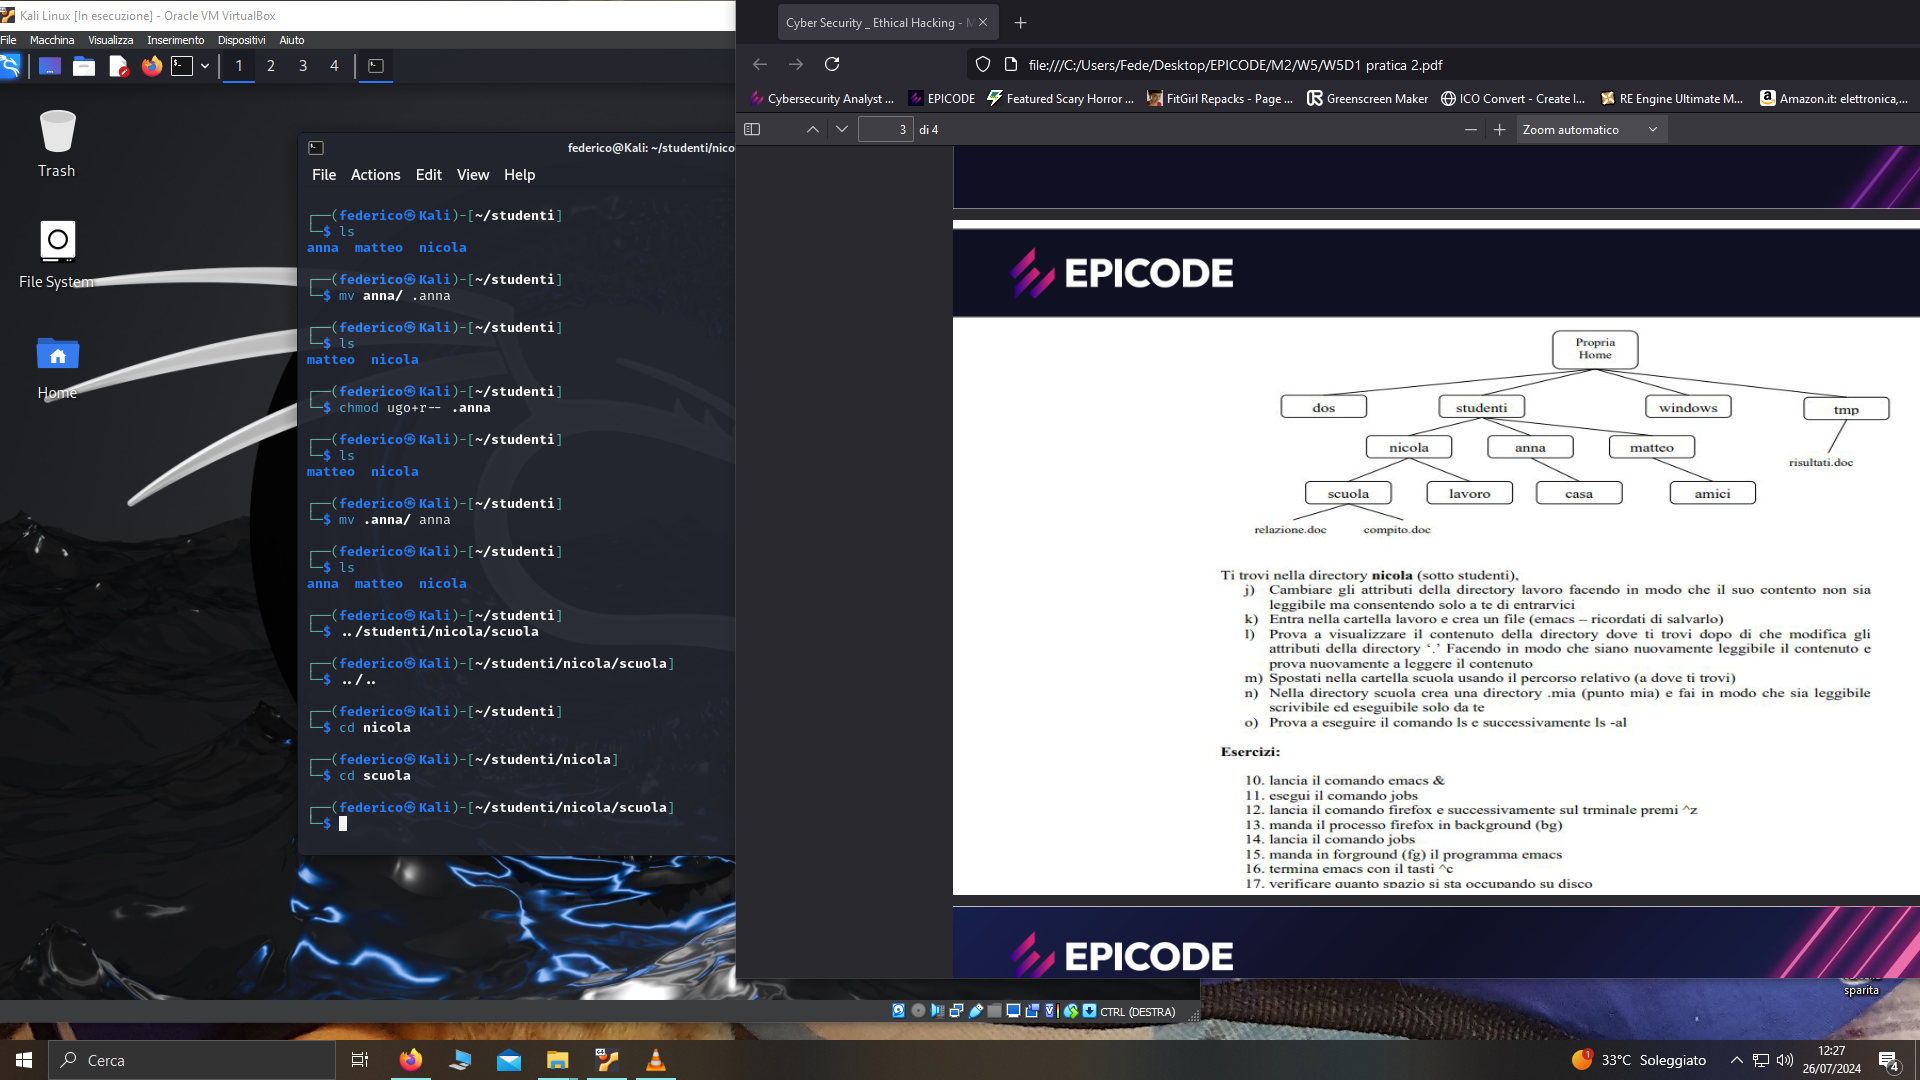 Kali Linux [In esecuzione] - Oracle VM VirtualBox
File Macchina Visualizza Inserimento Dispositivi Aiuto
1 2 3 4
Trash
File System
Home
federico@Kali: ~/studenti/nico
File Actions Edit View Help
┌──(federico㉿Kali)-[~/studenti]
└─$ ls
anna matteo nicola
┌──(federico㉿Kali)-[~/studenti]
└─$ mv anna/ .anna
┌──(federico㉿Kali)-[~/studenti]
└─$ ls
matteo nicola
┌──(federico㉿Kali)-[~/studenti]
└─$ chmod ugo+r-- .anna
┌──(federico㉿Kali)-[~/studenti]
└─$ ls
matteo nicola
┌──(federico㉿Kali)-[~/studenti]
└─$ mv .anna/ anna
┌──(federico㉿Kali)-[~/studenti]
└─$ ls
anna matteo nicola
┌──(federico㉿Kali)-[~/studenti]
└─$ ../studenti/nicola/scuola
┌──(federico㉿Kali)-[~/studenti/nicola/scuola]
└─$ ../..
┌──(federico㉿Kali)-[~/studenti]
└─$ cd nicola
┌──(federico㉿Kali)-[~/studenti/nicola]
└─$ cd scuola
┌──(federico㉿Kali)-[~/studenti/nicola/scuola]
└─$
CTRL (DESTRA)
Cyber Security _ Ethical Hacking - M
file:///C:/Users/Fede/Desktop/EPICODE/M2/W5/W5D1 pratica 2.pdf
Cybersecurity Analyst ... EPICODE Featured Scary Horror ... FitGirl Repacks - Page ... Greenscreen Maker ICO Convert - Create I... RE Engine Ultimate M... Amazon.it: elettronica,...
3 di 4 Zoom automatico
EPICODE
Propria
Home
dos studenti windows tmp
nicola anna matteo risultati.doc
scuola lavoro casa amici
relazione.doc compito.doc
Ti trovi nella directory nicola (sotto studenti),
j) Cambiare gli attributi della directory lavoro facendo in modo che il suo contento non sia
leggibile ma consentendo solo a te di entrarvici
k) Entra nella cartella lavoro e crea un file (emacs – ricordati di salvarlo)
l) Prova a visualizzare il contenuto della directory dove ti trovi dopo di che modifica gli
attributi della directory ‘.’ Facendo in modo che siano nuovamente leggibile il contenuto e
prova nuovamente a leggere il contenuto
m) Spostati nella cartella scuola usando il percorso relativo (a dove ti trovi)
n) Nella directory scuola crea una directory .mia (punto mia) e fai in modo che sia leggibile
scrivibile ed eseguibile solo da te
o) Prova a eseguire il comando ls e successivamente ls -al
Esercizi:
10. lancia il comando emacs &
11. esegui il comando jobs
12. lancia il comando firefox e successivamente sul trminale premi ^z
13. manda il processo firefox in background (bg)
14. lancia il comando jobs
15. manda in forground (fg) il programma emacs
16. termina emacs con il tasti ^c
17. verificare quanto spazio si sta occupando su disco
EPICODE
sparita
Cerca
1 33°C Soleggiato
12:27
26/07/2024
4